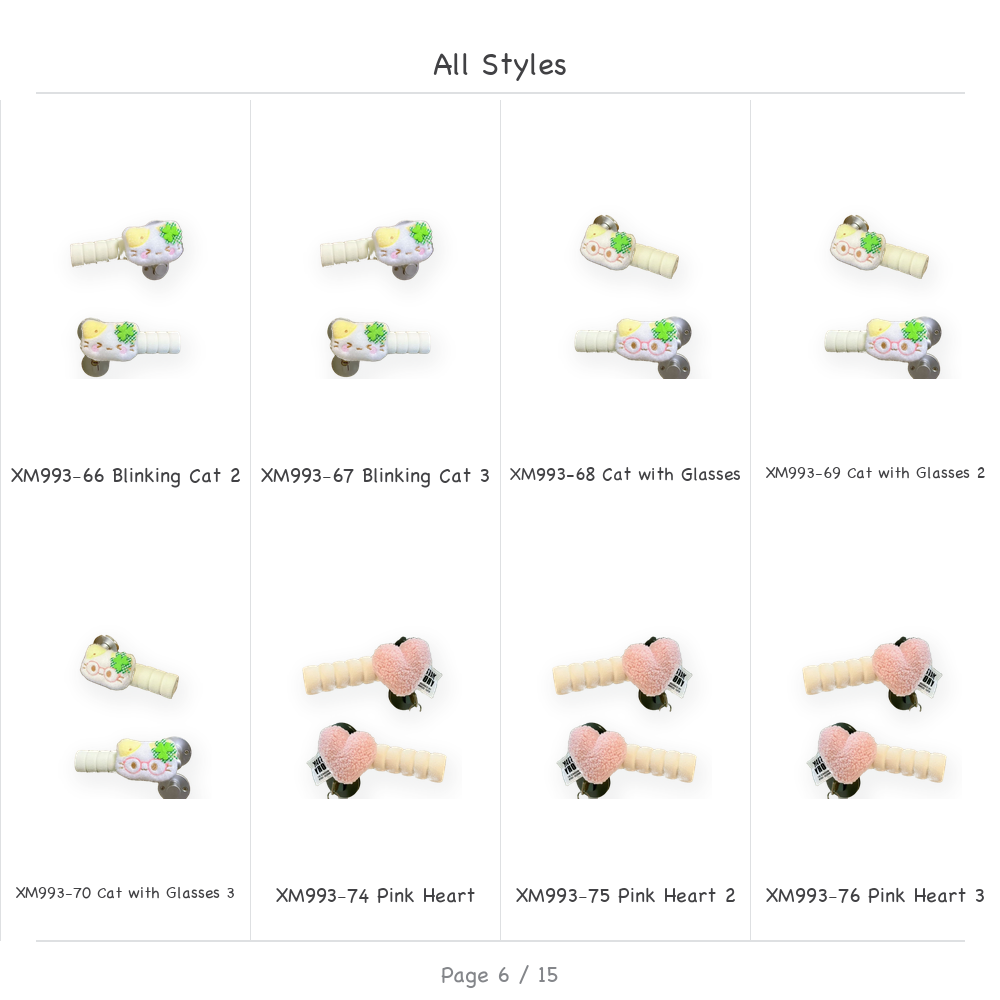 All Styles
XM993-66 Blinking Cat 2
XM993-67 Blinking Cat 3
XM993-68 Cat with Glasses
XM993-69 Cat with Glasses 2
XM993-70 Cat with Glasses 3
XM993-74 Pink Heart
XM993-75 Pink Heart 2
XM993-76 Pink Heart 3
Page 6 / 15